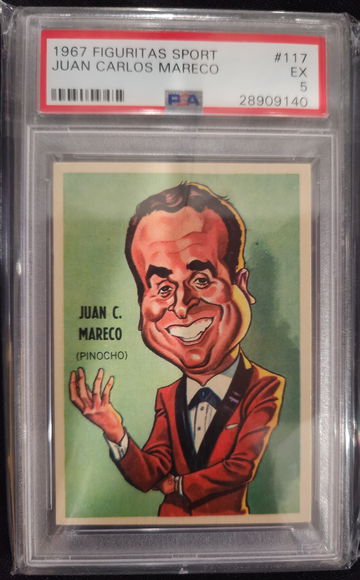 1967 FIGURITAS SPORT #117
JUAN CARLOS MARECO EX
5
PSA 28909140
JUAN C.
MARECO
(PINOCHO)